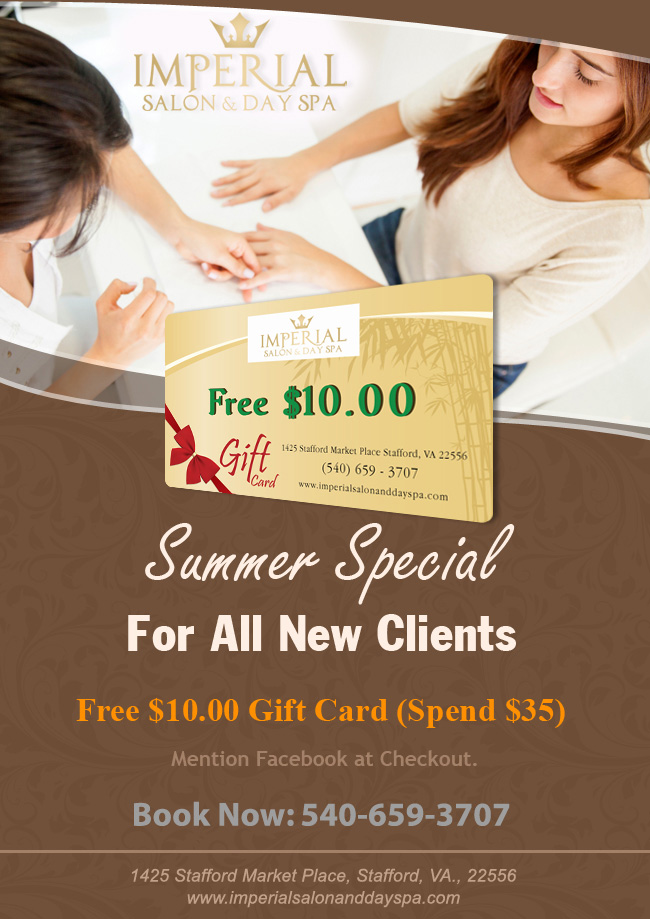 IMPERIAL
SALON & DAY SPA
IMPERIAL
SALON & DAY SPA
Free $10.00
Gift
Card
1425 Stafford Market Place Stafford, VA 22556
(540) 659 - 3707
www.imperialsalonanddayspa.com
Summer Special
For All New Clients
Free $10.00 Gift Card (Spend $35)
Mention Facebook at Checkout.
Book Now: 540-659-3707
1425 Stafford Market Place, Stafford, VA., 22556
www.imperialsalonanddayspa.com